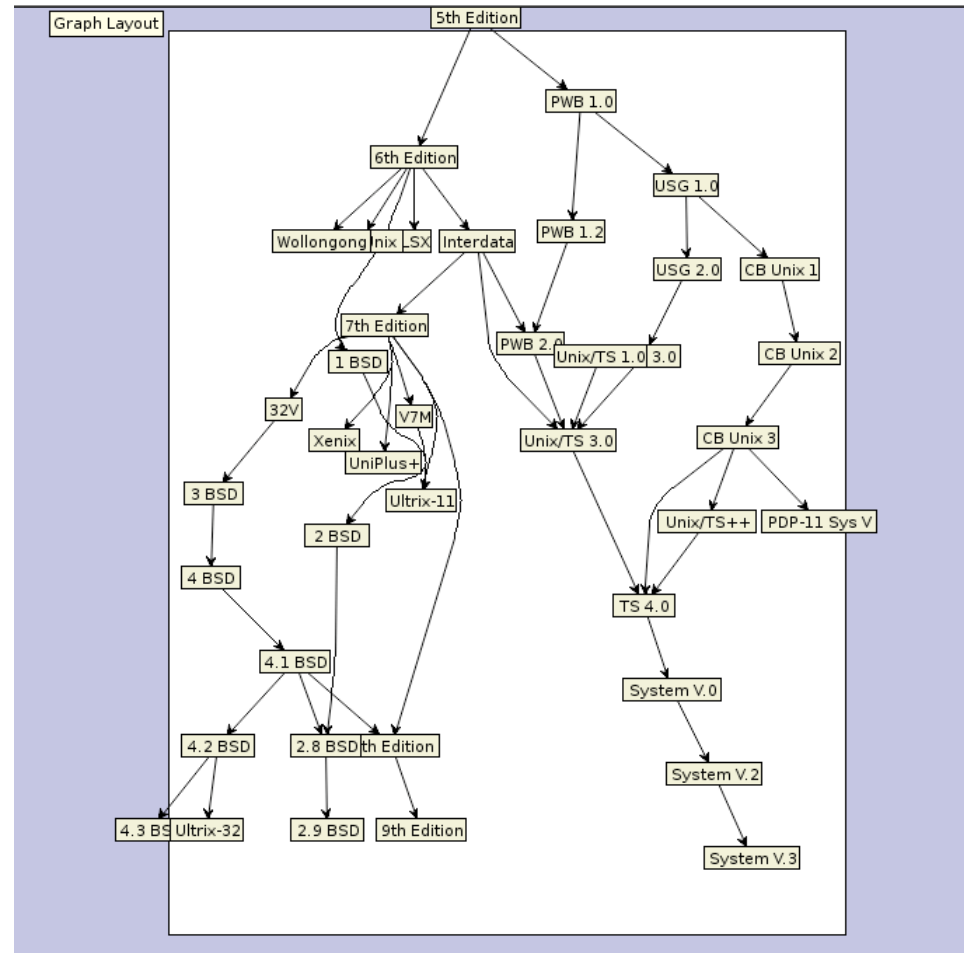 5th Edition
Graph Layout
PWB 1.0
6th Edition
USG 1.0
PWB 1.2
Wollongong
Interdata
USG 2.0
CB Unix 1
7th Edition
PWB 2.0
Unix/TS 1.0
3.0
CB Unix 2
1 BSD
32V
V7M
Xenix
Unix/TS 3.0
CB Unix 3
UniPlus+
3 BSD
Ultrix-11
Unix/TS++
PDP-11 Sys V
2 BSD
4 BSD
TS 4.0
4.1 BSD
System V.0
4.2 BSD
2.8 BSD
th Edition
System V.2
4.3 BS
Ultrix-32
2.9 BSD
9th Edition
System V.3